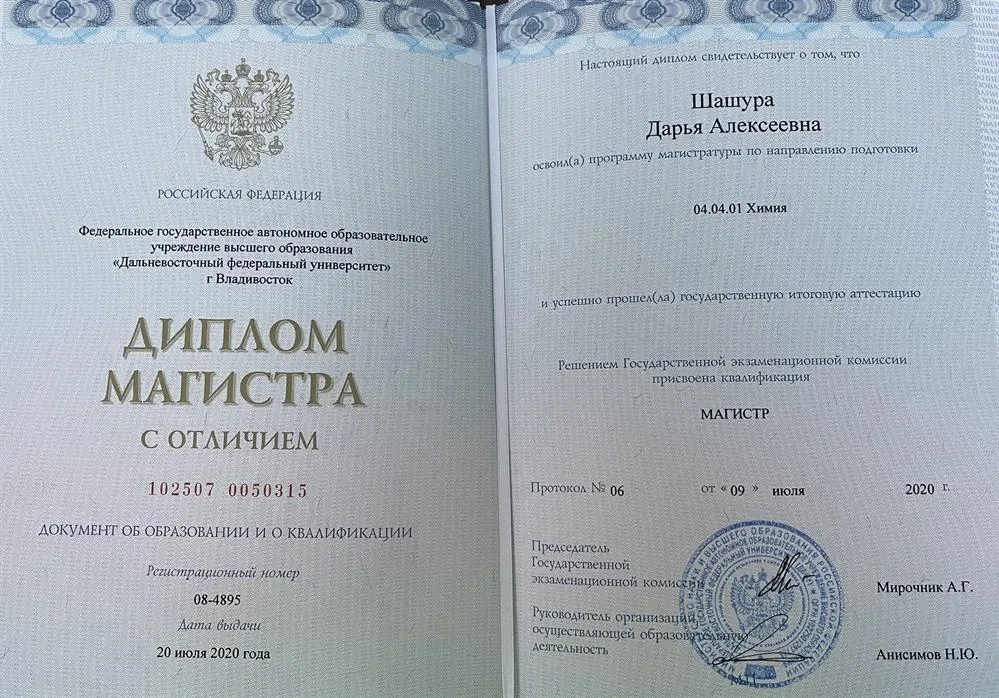 РОССИЙСКАЯ ФЕДЕРАЦИЯ
Федеральное государственное автономное образовательное
учреждение высшего образования
«Дальневосточный федеральный университет»
г Владивосток
ДИПЛОМ
МАГИСТРА
С ОТЛИЧИЕМ
102507 0050315
ДОКУМЕНТ ОБ ОБРАЗОВАНИИ И О КВАЛИФИКАЦИИ
Регистрационный номер
08-4895
Дата выдачи
20 июля 2020 года
Настоящий диплом свидетельствует о том, что
Шашура
Дарья Алексеевна
освоил(а) программу магистратуры по направлению подготовки
04.04.01 Химия
и успешно прошел(ла) государственную итоговую аттестацию
Решением Государственной экзаменационной комиссии
присвоена квалификация
МАГИСТР
Протокол № 06 от « 09 » июля 2020 г.
Председатель
Государственной
экзаменационной комиссии
Мирочник А.Г.
Руководитель организации,
осуществляющей образовательную
деятельность
Анисимов Н.Ю.